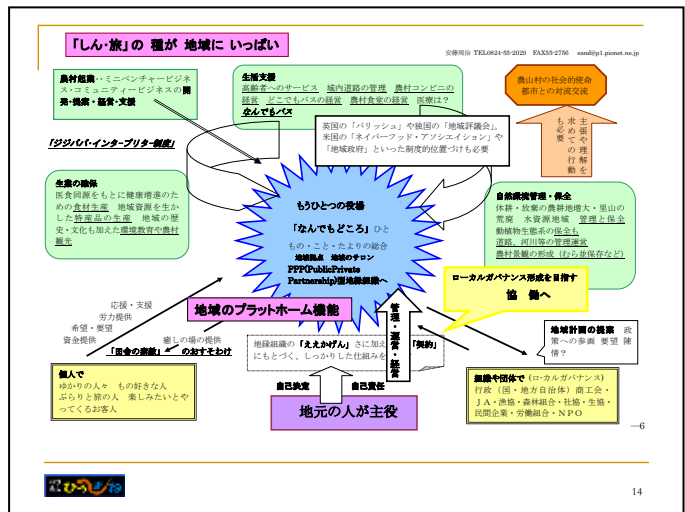 「しん・旅」の 種が 地域に いっぱい
安藤周治 TEL0824-55-2029 FAX55-2756 sand@p1.pionet.ne.jp
農村起業・・ミニベンチャービジネ
ス・コミュニティービジネスの開
発・提案・経営・支援
生活支援
高齢者へのサービス 域内道路の管理 農村コンビニの
経営 どこでもバスの経営 農村食堂の経営 医療は?
なんでもバス
農山村の社会的使命
都市との対流交流
英国の「パリッシュ」や独国の「地域評議会」。
米国の「ネイバーフッド・アソシエイション」や
「地域政府」といった制度的位置づけも必要
主張や理解を
求めての行動
も必要
「ジジババ・インタープリター制度」
生業の確保
医食同源をもとに健康増進のた
めの食材生産 地域資源を生か
した特産品の生産 地域の歴
史・文化も加えた環境教育や農村
観光
もうひとつの役場
「なんでもどころ」ひと
もの・こと・たよりの総合
地域拠点 地域のサロン
PPP(PublicPrivate
Partnership)型地縁組織へ
自然環境管理・保全
休耕・放棄の農耕地増大・里山の
荒廃 水資源地域 管理と保全
動植物生態系の保全も
道路、河川等の管理運営
農村景観の形成(むら並保存など)
ローカルガバナンス形成を目指す
協 働へ
応援・支援
労力提供
希望・要望
資金提供
癒しの場の提供
「田舎の素敵」 のおすそわけ
地域のプラットホーム機能
管理・運営・経営
地縁組織の「ええかげん」さに加え 「契約」
にもとづく、しっかりした仕組みを
地域計画の提案 政
策への参画 要望 陳
情?
個人で
ゆかりの人々 もの好きな人
ぶらりと旅の人 楽しみたいとや
ってくるお客人
自己決定 自己責任
地元の人が主役
組織や団体で(ローカルガバナンス)
行政(国・地方自治体)商工会・
JA・漁協・森林組合・社協・生協・
民間企業・労働組合・NPO
―6
14